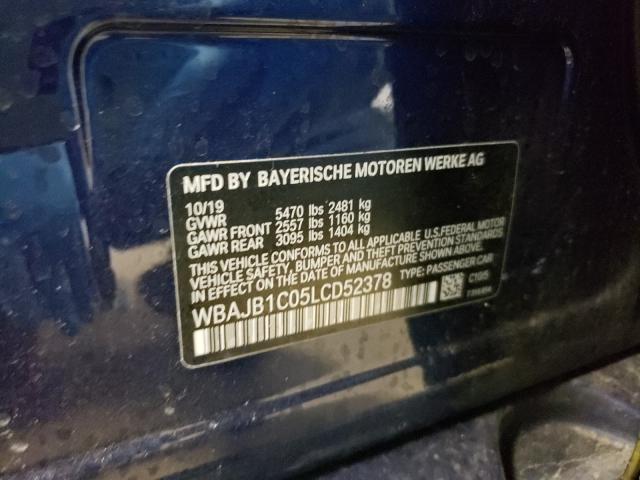 MFD BY BAYERISCHE MOTOREN WERKE AG
10/19
GVWR 5470 lbs 2481 kg
GAWR FRONT 2557 lbs 1160 kg
GAWR REAR 3095 lbs 1404 kg
THIS VEHICLE CONFORMS TO ALL APPLICABLE U.S.FEDERAL MOTOR
VEHICLE SAFETY, BUMPER AND THEFT PREVENTION STANDARDS
IN EFFECT ON THE DATE OF MANUFACTURE SHOWN ABOVE.
WBAJB1C05LCD52378 TYPE: PASSENGER CAR